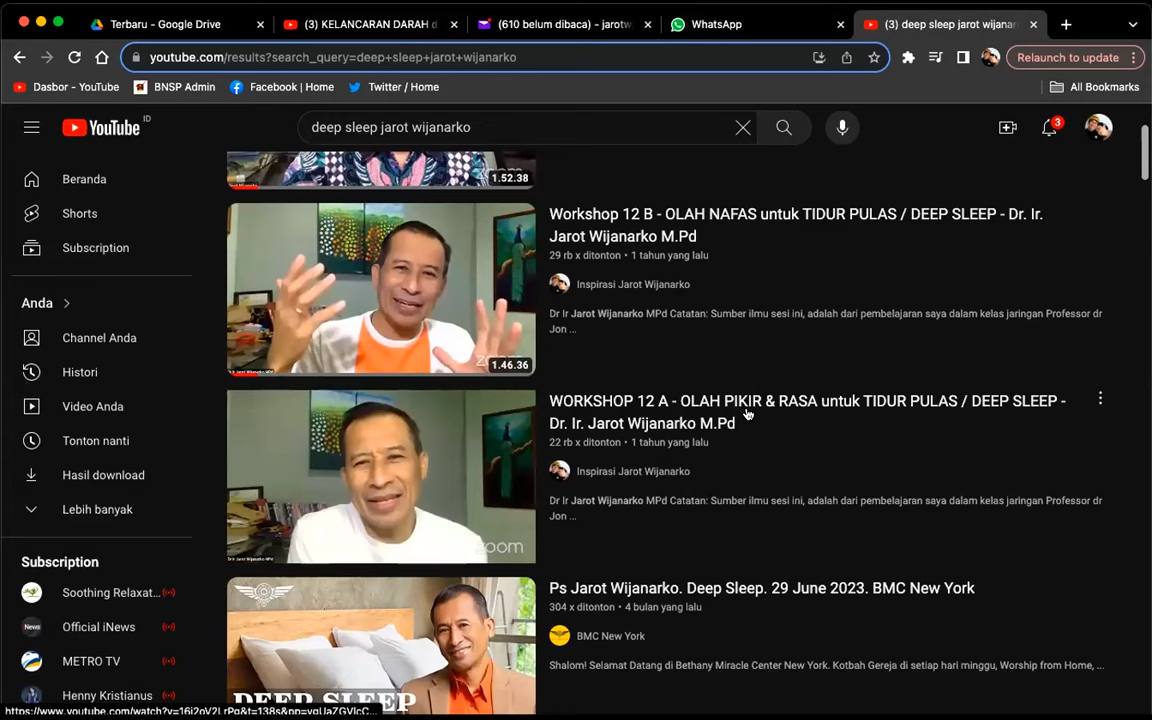 Terbaru - Google Drive
(3) KELANCARAN DARAH d
(610 belum dibaca) - jarotw
WhatsApp
(3) deep sleep jarot wijanar
youtube.com/results?search_query=deep+sleep+jarot+wijanarko
Relaunch to update
Dasbor - YouTube
BNSP Admin
Facebook | Home
Twitter / Home
All Bookmarks
YouTube ID
deep sleep jarot wijanarko
3
Beranda
Shorts
Subscription
Anda
Channel Anda
Histori
Video Anda
Tonton nanti
Hasil download
Lebih banyak
Subscription
Soothing Relaxat...
News
Official iNews
METRO TV
Henny Kristianus
1.52.38
Workshop 12 B - OLAH NAFAS untuk TIDUR PULAS / DEEP SLEEP - Dr. Ir.
Jarot Wijanarko M.Pd
29 rb x ditonton • 1 tahun yang lalu
Inspirasi Jarot Wijanarko
Dr Ir Jarot Wijanarko MPd Catatan: Sumber ilmu sesi ini, adalah dari pembelajaran saya dalam kelas jaringan Professor dr
Jon ...
zoom
1.46.36
WORKSHOP 12 A - OLAH PIKIR & RASA untuk TIDUR PULAS / DEEP SLEEP -
Dr. Ir. Jarot Wijanarko M.Pd
22 rb x ditonton • 1 tahun yang lalu
Inspirasi Jarot Wijanarko
Dr Ir Jarot Wijanarko MPd Catatan: Sumber ilmu sesi ini, adalah dari pembelajaran saya dalam kelas jaringan Professor dr
Jon ...
zoom
Ps Jarot Wijanarko. Deep Sleep. 29 June 2023. BMC New York
304 x ditonton • 4 bulan yang lalu
BMC New York
Shalom! Selamat Datang di Bethany Miracle Center New York. Kotbah Gereja di setiap hari minggu, Worship from Home, ...
DEEP SLEEP